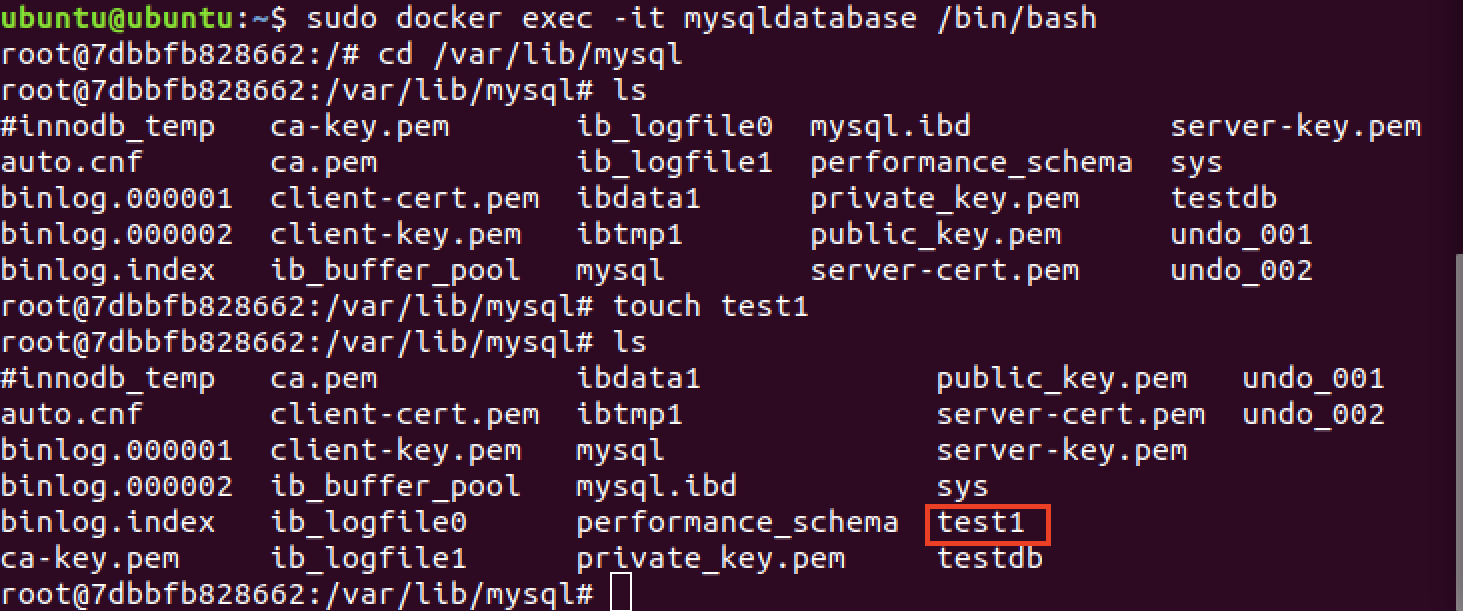 ubuntu@ubuntu:~$ sudo docker exec -it mysqldatabase /bin/bash
root@7dbbfb828662:/# cd /var/lib/mysql
root@7dbbfb828662:/var/lib/mysql# ls
#innodb_temp   ca-key.pem       ib_logfile0  mysql.ibd           server-key.pem
auto.cnf       ca.pem           ib_logfile1  performance_schema  sys
binlog.000001  client-cert.pem  ibdata1      private_key.pem     testdb
binlog.000002  client-key.pem   ibtmp1       public_key.pem      undo_001
binlog.index   ib_buffer_pool   mysql        server-cert.pem     undo_002
root@7dbbfb828662:/var/lib/mysql# touch test1
root@7dbbfb828662:/var/lib/mysql# ls
#innodb_temp   ca.pem           ibdata1             public_key.pem   undo_001
auto.cnf       client-cert.pem  ibtmp1              server-cert.pem  undo_002
binlog.000001  client-key.pem   mysql               server-key.pem
binlog.000002  ib_buffer_pool   mysql.ibd           sys
binlog.index   ib_logfile0      performance_schema  test1
ca-key.pem     ib_logfile1      private_key.pem     testdb
root@7dbbfb828662:/var/lib/mysql#